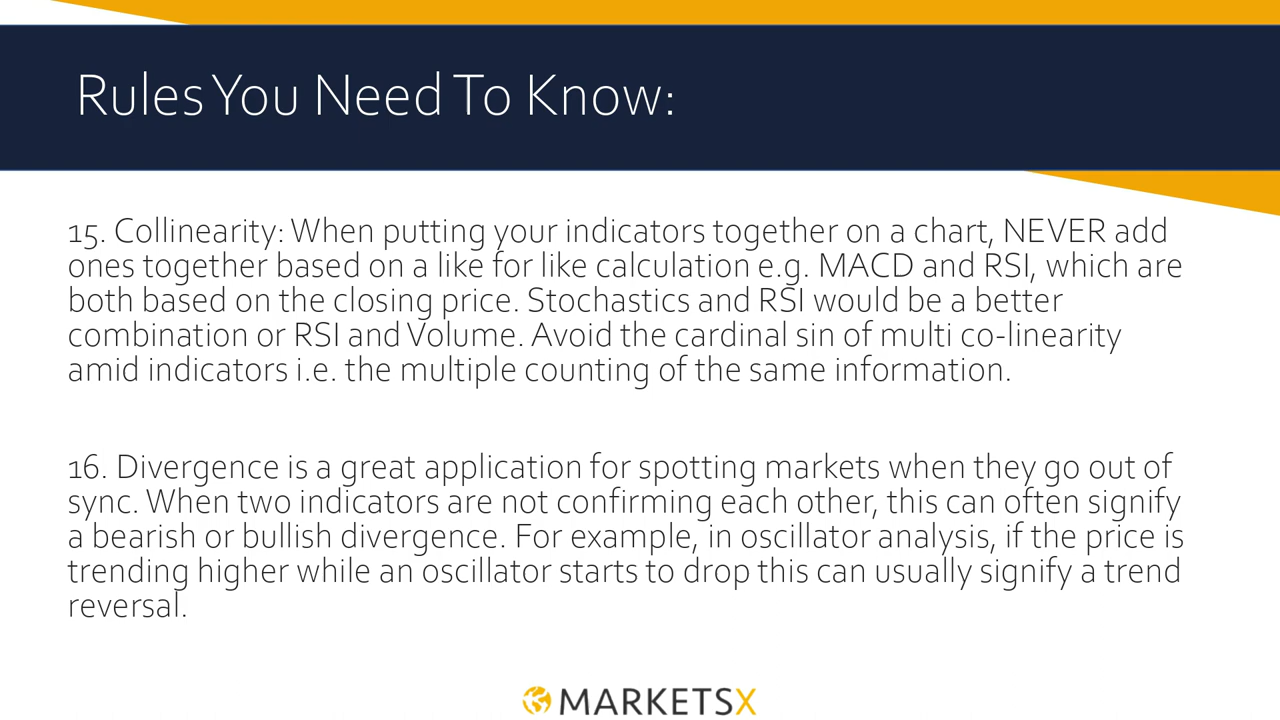 Rules You Need To Know:
15. Collinearity: When putting your indicators together on a chart, NEVER add
ones together based on a like for like calculation e.g. MACD and RSI, which are
both based on the closing price. Stochastics and RSI would be a better
combination or RSI and Volume. Avoid the cardinal sin of multi co-linearity
amid indicators i.e. the multiple counting of the same information.
16. Divergence is a great application for spotting markets when they go out of
sync. When two indicators are not confirming each other, this can often signify
a bearish or bullish divergence. For example, in oscillator analysis, if the price is
trending higher while an oscillator starts to drop this can usually signify a trend
reversal.
MARKETSX